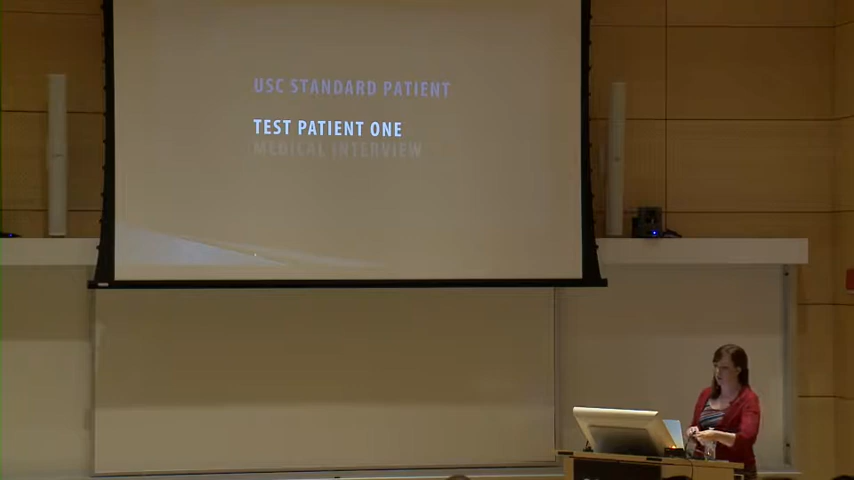 USC STANDARD PATIENT
TEST PATIENT ONE
MEDICAL INTERVIEW